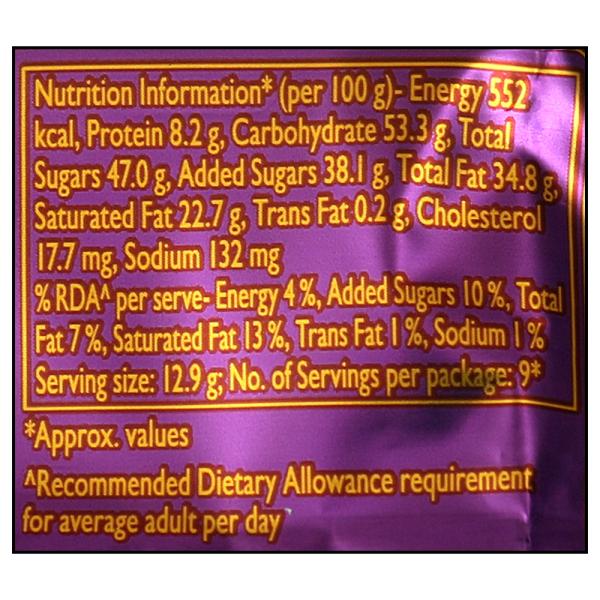 Nutrition Information* (per 100 g)- Energy 552
kcal, Protein 8.2 g, Carbohydrate 53.3 g, Total
Sugars 47.0 g, Added Sugars 38.1 g, Total Fat 34.8 g,
Saturated Fat 22.7 g, Trans Fat 0.2 g, Cholesterol
17.7 mg, Sodium 132 mg
% RDA^ per serve- Energy 4 %, Added Sugars 10 %, Total
Fat 7 %, Saturated Fat 13 %, Trans Fat 1 %, Sodium 1 %
Serving size: 12.9 g; No. of Servings per package: 9*
*Approx. values
^Recommended Dietary Allowance requirement
for average adult per day